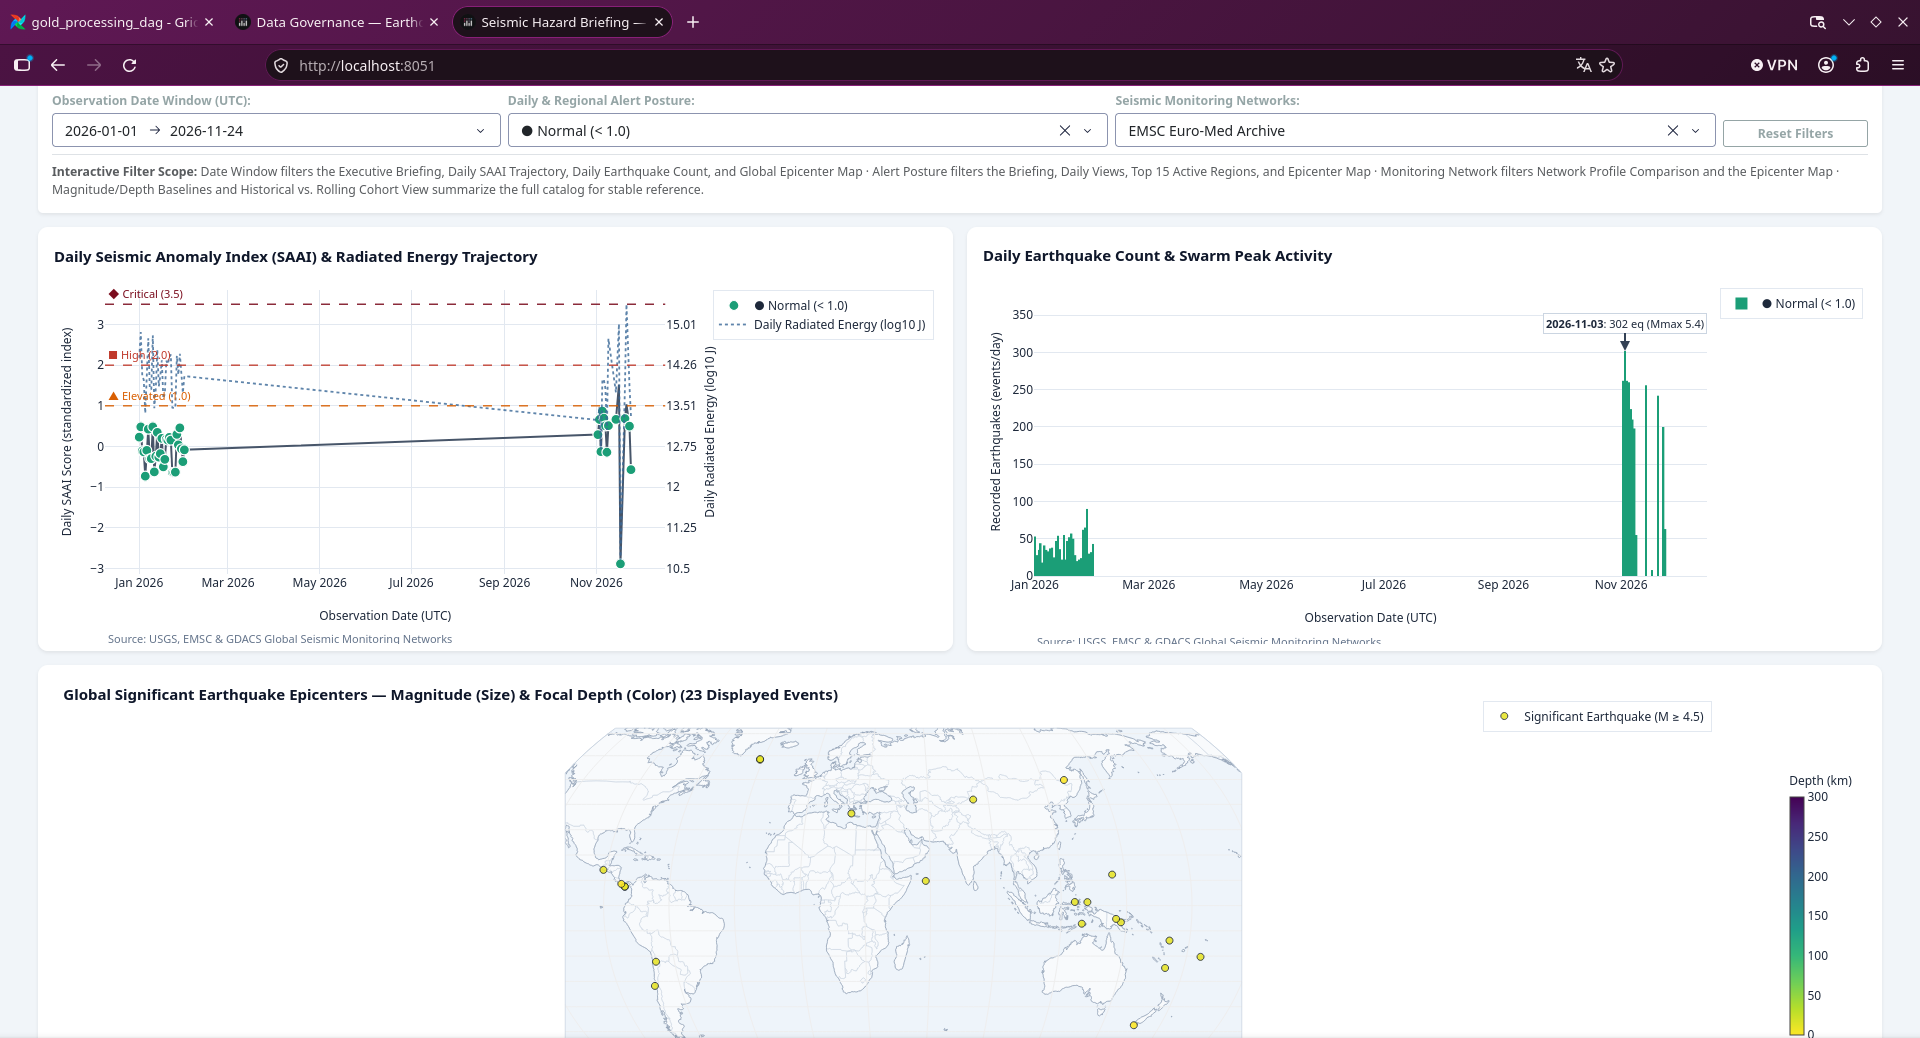 gold_processing_dag - Gri
Data Governance — Earth
Seismic Hazard Briefing —
http://localhost:8051
VPN
Observation Date Window (UTC):
Daily & Regional Alert Posture:
Seismic Monitoring Networks:
2026-01-01 → 2026-11-24
● Normal (< 1.0)
EMSC Euro-Med Archive
Reset Filters
Interactive Filter Scope: Date Window filters the Executive Briefing, Daily SAAI Trajectory, Daily Earthquake Count, and Global Epicenter Map · Alert Posture filters the Briefing, Daily Views, Top 15 Active Regions, and Epicenter Map · Monitoring Network filters Network Profile Comparison and the Epicenter Map ·
Magnitude/Depth Baselines and Historical vs. Rolling Cohort View summarize the full catalog for stable reference.
Daily Seismic Anomaly Index (SAAI) & Radiated Energy Trajectory
◆ Critical (3.5)
■ High (2.0)
▲ Elevated (1.0)
● Normal (< 1.0)
Daily Radiated Energy (log10 J)
Daily SAAI Score (standardized index)
3
2
1
0
−1
−2
−3
15.01
14.26
13.51
12.75
12
11.25
10.5
Daily Radiated Energy (log10 J)
Jan 2026
Mar 2026
May 2026
Jul 2026
Sep 2026
Nov 2026
Observation Date (UTC)
Source: USGS, EMSC & GDACS Global Seismic Monitoring Networks
Daily Earthquake Count & Swarm Peak Activity
● Normal (< 1.0)
2026-11-03: 302 eq (Mmax 5.4)
Recorded Earthquakes (events/day)
350
300
250
200
150
100
50
0
Jan 2026
Mar 2026
May 2026
Jul 2026
Sep 2026
Nov 2026
Observation Date (UTC)
Source: USGS, EMSC & GDACS Global Seismic Monitoring Networks
Global Significant Earthquake Epicenters — Magnitude (Size) & Focal Depth (Color) (23 Displayed Events)
Significant Earthquake (M ≥ 4.5)
Depth (km)
300
250
200
150
100
50
0